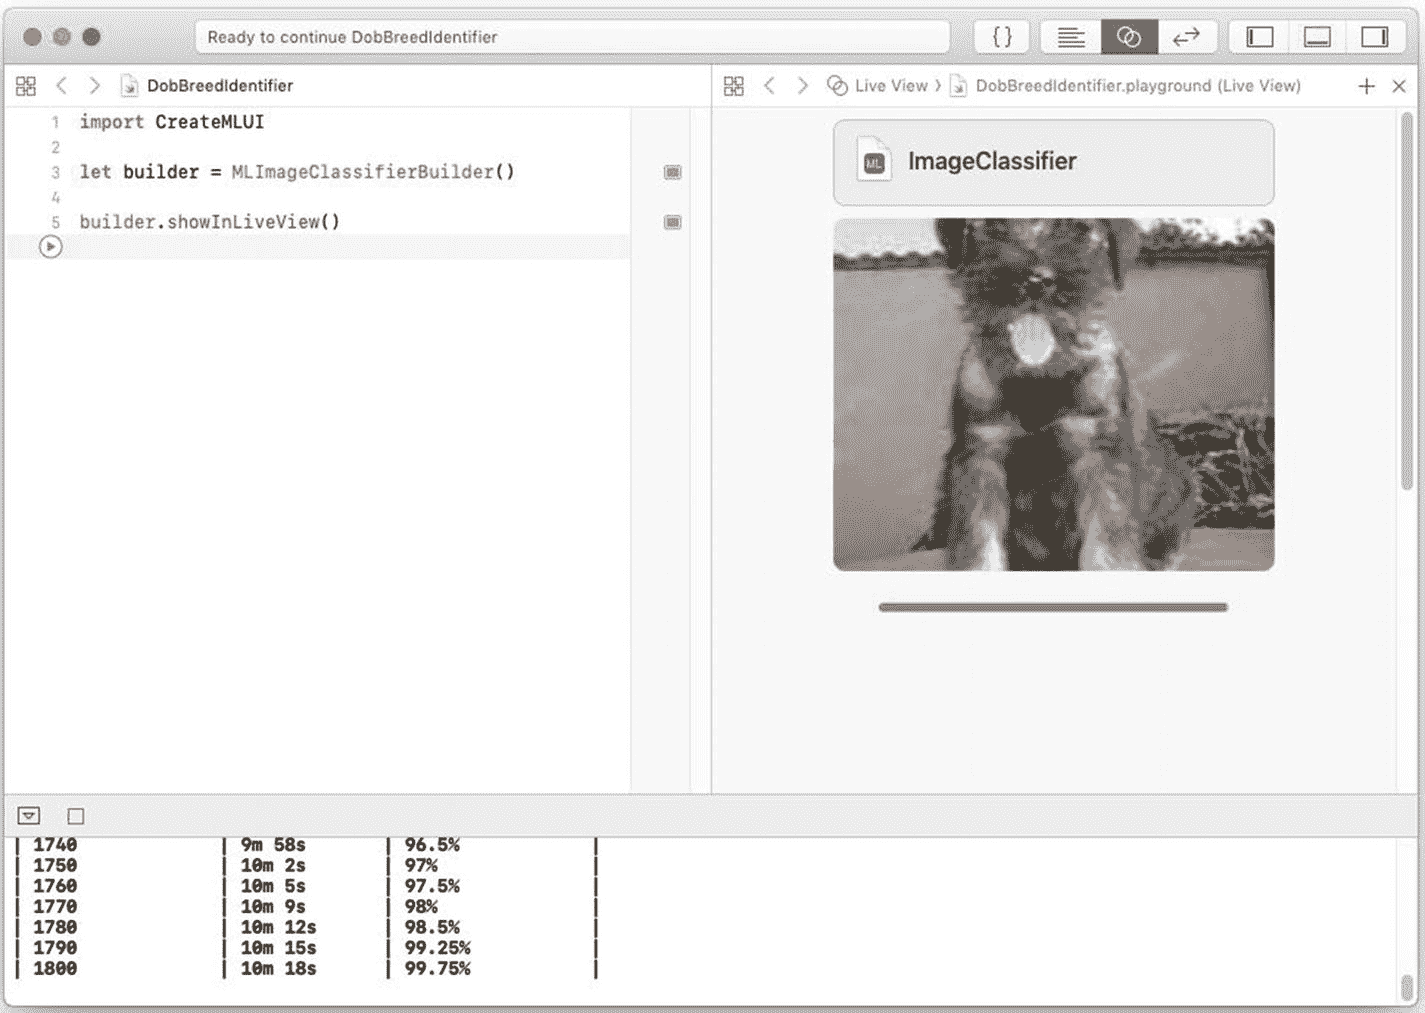 Ready to continue DobBreedIdentifier
{ }
DobBreedIdentifier
1 import CreateMLUI
2
3 let builder = MLImageClassifierBuilder()
4
5 builder.showInLiveView()
Live View 〉 DobBreedIdentifier.playground (Live View)
ML ImageClassifier
| 1740 | 9m 58s | 96.5% |
| 1750 | 10m 2s | 97% |
| 1760 | 10m 5s | 97.5% |
| 1770 | 10m 9s | 98% |
| 1780 | 10m 12s | 98.5% |
| 1790 | 10m 15s | 99.25% |
| 1800 | 10m 18s | 99.75% |